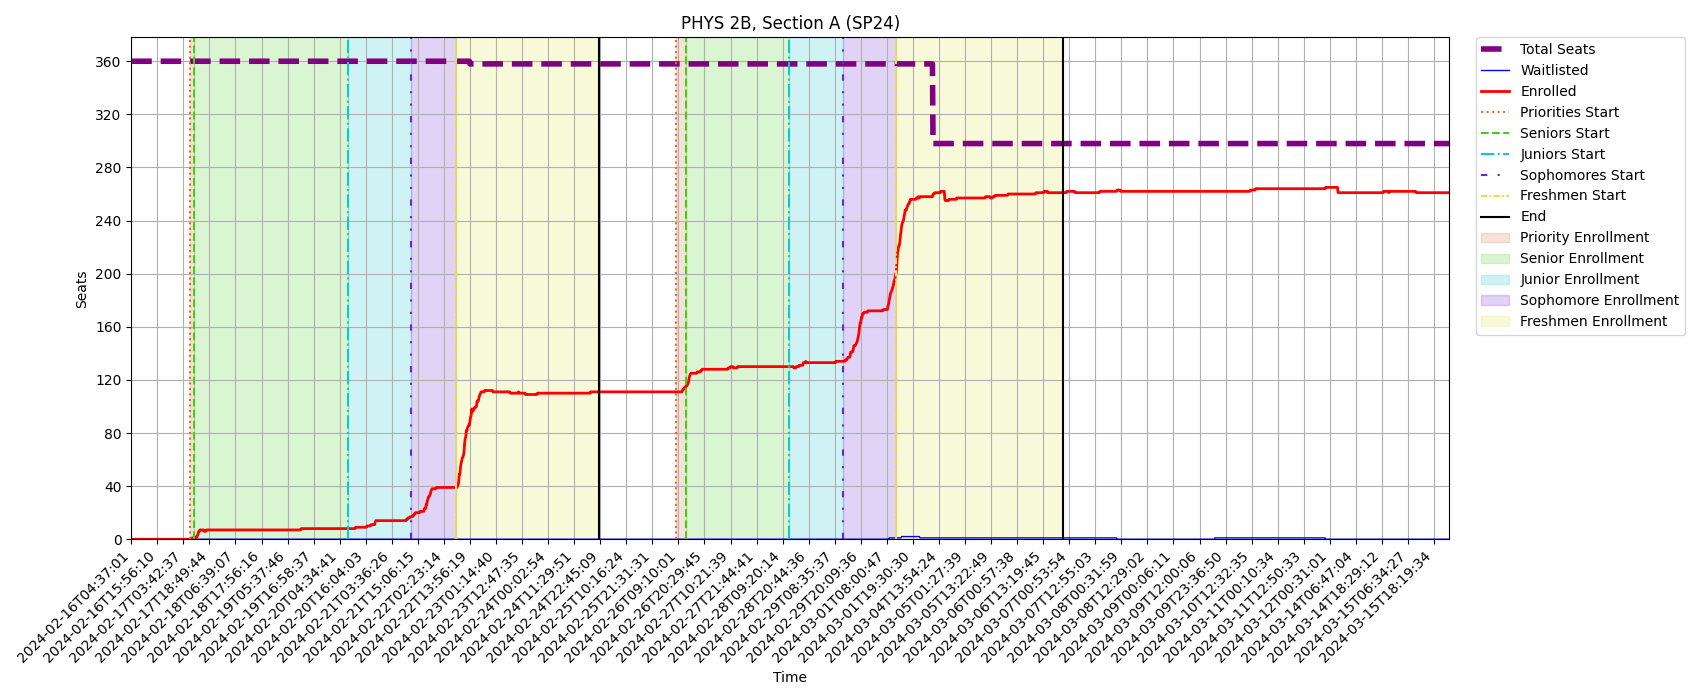 PHYS 2B, Section A (SP24)
Seats
360
320
280
240
200
160
120
80
40
0
2024-02-16T04:37:01
2024-02-16T15:56:10
2024-02-17T03:42:37
2024-02-17T18:49:44
2024-02-18T06:39:07
2024-02-18T17:56:16
2024-02-19T05:37:46
2024-02-19T16:58:37
2024-02-20T04:34:41
2024-02-20T16:04:03
2024-02-21T03:36:26
2024-02-21T15:06:15
2024-02-22T02:23:14
2024-02-22T13:56:19
2024-02-23T01:14:40
2024-02-23T12:47:35
2024-02-24T00:02:54
2024-02-24T11:29:51
2024-02-24T22:45:09
2024-02-25T10:16:24
2024-02-25T21:31:31
2024-02-26T09:10:01
2024-02-26T20:29:45
2024-02-27T10:21:39
2024-02-27T21:44:41
2024-02-28T09:20:14
2024-02-28T20:44:36
2024-02-29T08:35:37
2024-02-29T20:09:36
2024-03-01T08:00:47
2024-03-01T19:30:30
2024-03-04T13:54:24
2024-03-05T01:27:39
2024-03-05T13:22:49
2024-03-06T00:57:38
2024-03-06T13:19:45
2024-03-07T00:53:54
2024-03-07T12:55:03
2024-03-08T00:31:59
2024-03-08T12:29:02
2024-03-09T00:06:11
2024-03-09T12:00:06
2024-03-09T23:36:50
2024-03-10T12:32:35
2024-03-11T00:10:34
2024-03-11T12:50:33
2024-03-12T00:31:01
2024-03-14T06:47:04
2024-03-14T18:29:12
2024-03-15T06:34:27
2024-03-15T18:19:34
Time
Total Seats
Waitlisted
Enrolled
Priorities Start
Seniors Start
Juniors Start
Sophomores Start
Freshmen Start
End
Priority Enrollment
Senior Enrollment
Junior Enrollment
Sophomore Enrollment
Freshmen Enrollment